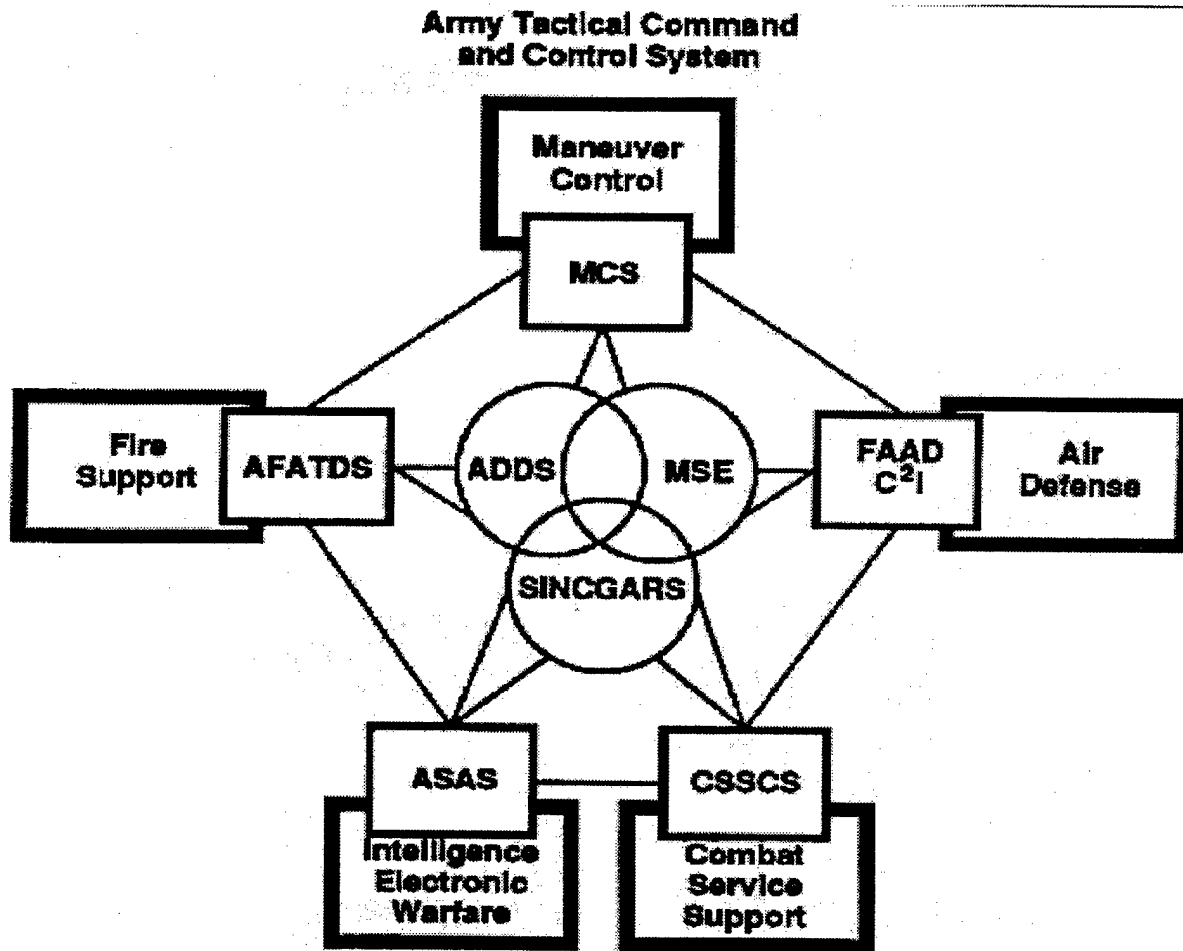 Army Tactical Command
and Control System
Maneuver
Control
MCS
Fire
Support
AFATDS
ADDS
MSE
FAAD
C²I
Air
Defense
SINCGARS
ASAS
CSSCS
Intelligence
Electronic
Warfare
Combat
Service
Support